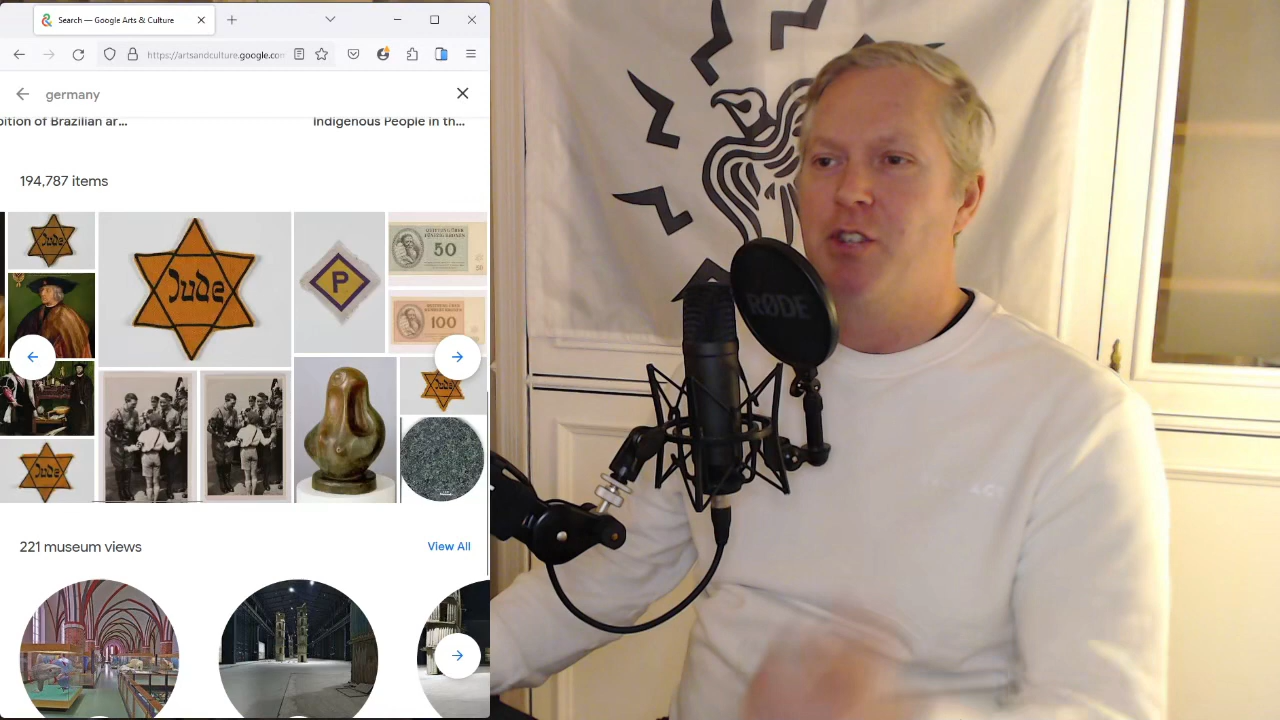 Search — Google Arts & Culture
https://artsandculture.google.com
germany
ition of Brazilian ar...
Indigenous People in th...
194,787 items
Jude
Jude
P
50
100
Jude
Jude
221 museum views
View All
RØDE